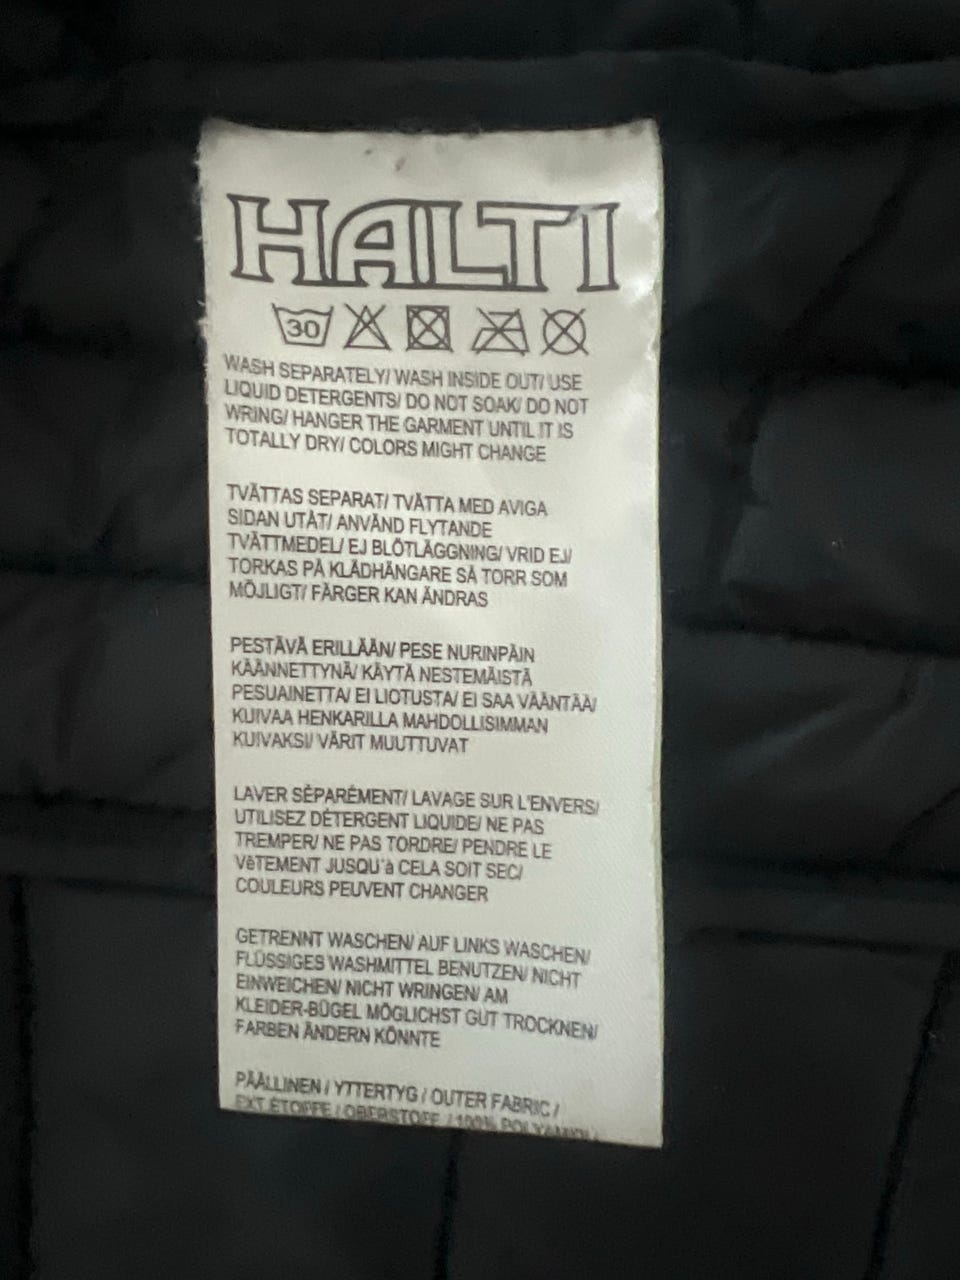 HALTI
30
WASH SEPARATELY/ WASH INSIDE OUT/ USE
LIQUID DETERGENTS/ DO NOT SOAK/ DO NOT
WRING/ HANGER THE GARMENT UNTIL IT IS
TOTALLY DRY/ COLORS MIGHT CHANGE
TVÄTTAS SEPARAT/ TVÄTTA MED AVIGA
SIDAN UTÅT/ ANVÄND FLYTANDE
TVÄTTMEDEL/ EJ BLÖTLÄGGNING/ VRID EJ/
TORKAS PÅ KLÄDHÄNGARE SÅ TORR SOM
MÖJLIGT/ FÄRGER KAN ÄNDRAS
PESTÄVÄ ERILLÄÄN/ PESE NURINPÄIN
KÄÄNNETTYNÄ/ KÄYTÄ NESTEMÄISTÄ
PESUAINETTA/ EI LIOTUSTA/ EI SAA VÄÄNTÄÄ/
KUIVAA HENKARILLA MAHDOLLISIMMAN
KUIVAKSI/ VÄRIT MUUTTUVAT
LAVER SÉPARÉMENT/ LAVAGE SUR L'ENVERS/
UTILISEZ DÉTERGENT LIQUIDE/ NE PAS
TREMPER/ NE PAS TORDRE/ PENDRE LE
VêTEMENT JUSQU'à CELA SOIT SEC/
COULEURS PEUVENT CHANGER
GETRENNT WASCHEN/ AUF LINKS WASCHEN/
FLÜSSIGES WASHMITTEL BENUTZEN/ NICHT
EINWEICHEN/ NICHT WRINGEN/ AM
KLEIDER-BÜGEL MÖGLICHST GUT TROCKNEN/
FARBEN ÄNDERN KÖNNTE
PÄÄLLINEN / YTTERTYG / OUTER FABRIC /
EXT.ÉTOFFE / OBERSTOFF / 100% POLYAMID/